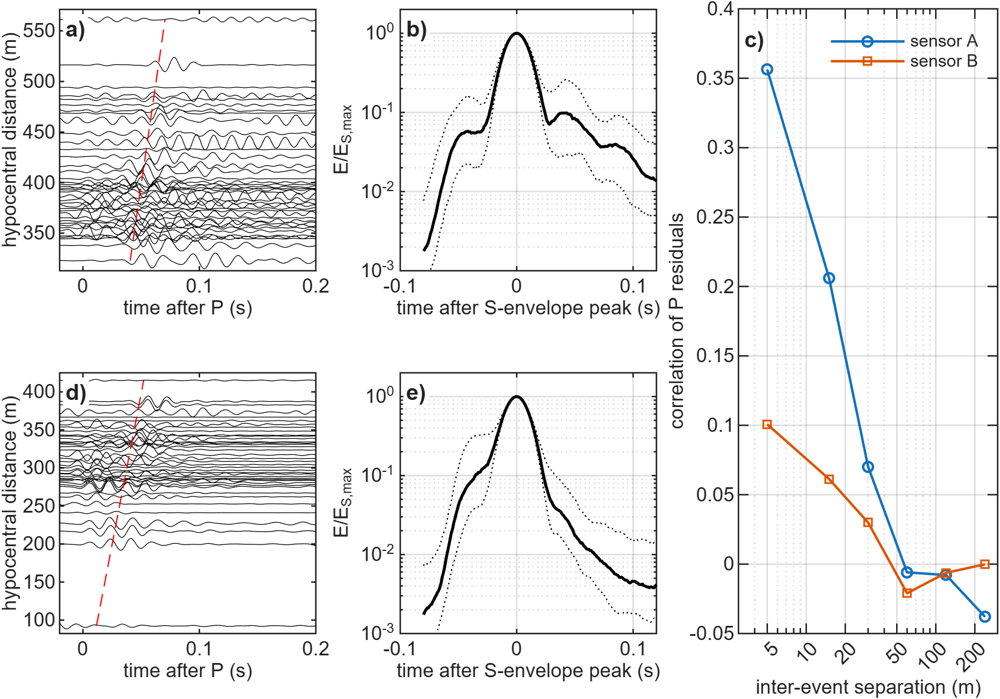 a)
hypocentral distance (m)
550
500
450
400
350
0
0.1
0.2
time after P (s)
b)
E/E_S,max
10^0
10^-1
10^-2
10^-3
-0.1
0
0.1
time after S-envelope peak (s)
c)
sensor A
sensor B
correlation of P residuals
0.4
0.35
0.3
0.25
0.2
0.15
0.1
0.05
0
-0.05
5
10
20
50
100
200
inter-event separation (m)
d)
hypocentral distance (m)
400
350
300
250
200
150
100
0
0.1
0.2
time after P (s)
e)
E/E_S,max
10^0
10^-1
10^-2
10^-3
-0.1
0
0.1
time after S-envelope peak (s)